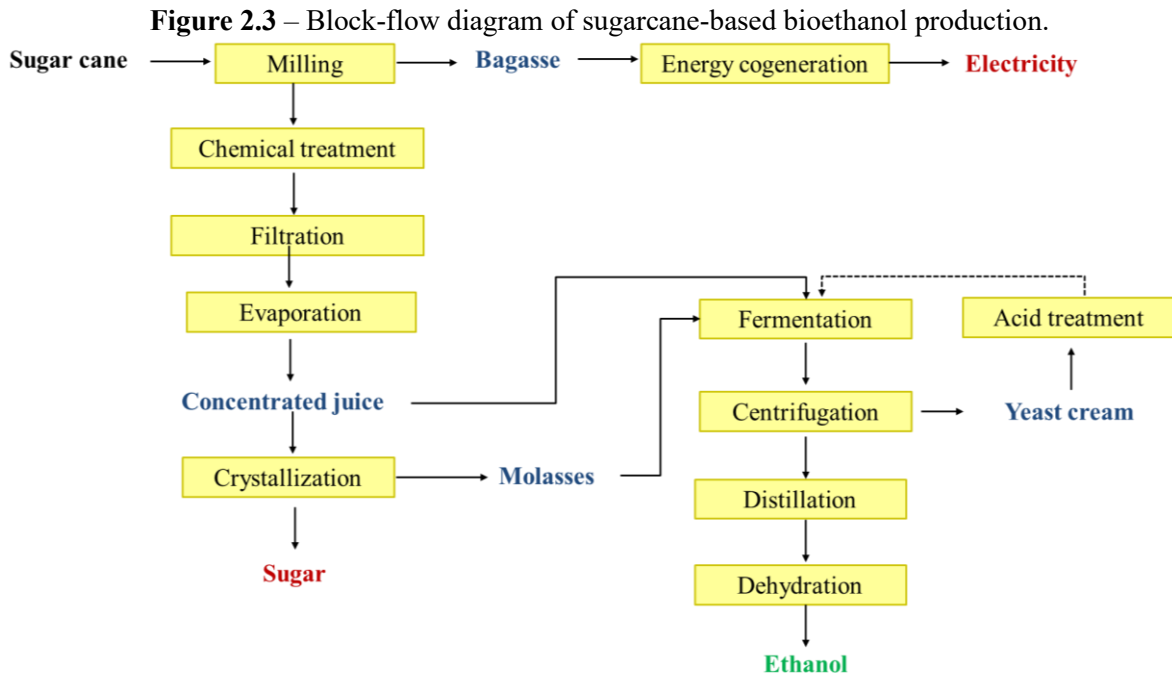 Figure 2.3 – Block-flow diagram of sugarcane-based bioethanol production.
Sugar cane
Milling
Bagasse
Energy cogeneration
Electricity
Chemical treatment
Filtration
Evaporation
Concentrated juice
Crystallization
Molasses
Sugar
Fermentation
Acid treatment
Centrifugation
Yeast cream
Distillation
Dehydration
Ethanol